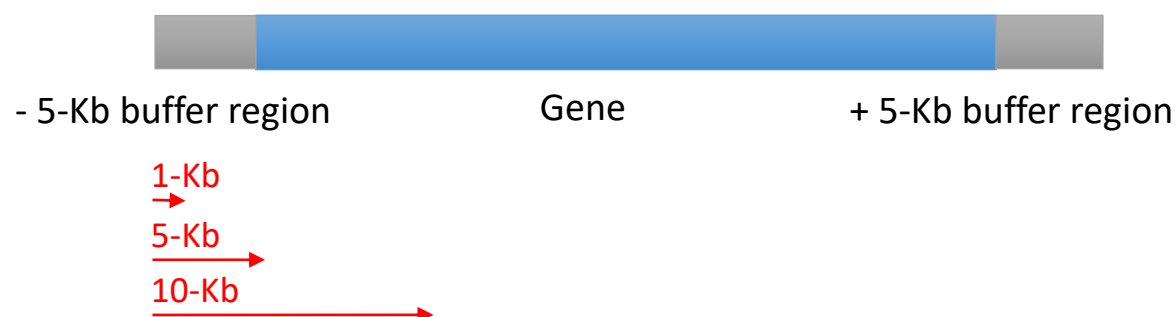 - 5-Kb buffer region Gene + 5-Kb buffer region
1-Kb
5-Kb
10-Kb